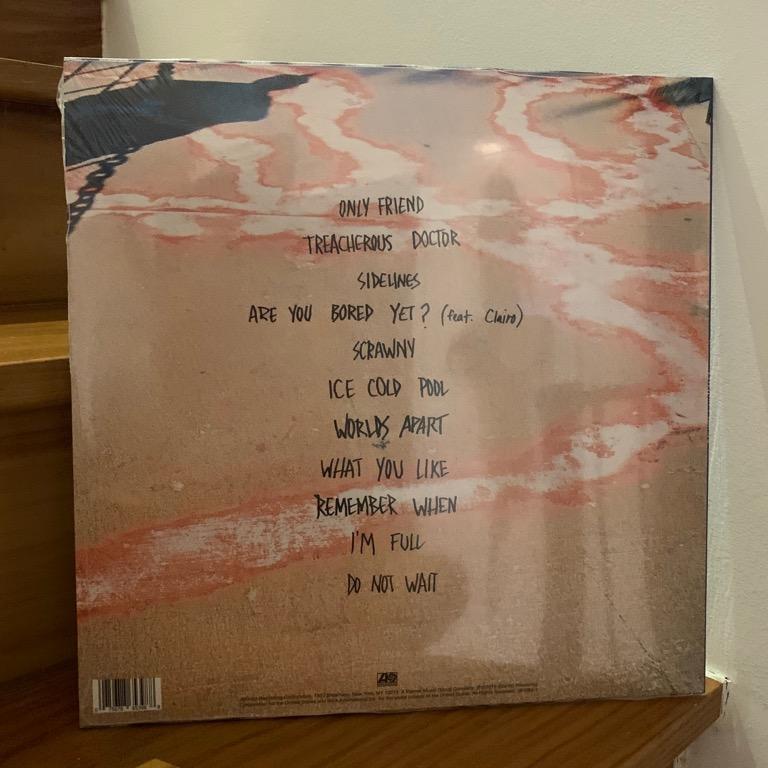 ONLY FRIEND
TREACHEROUS DOCTOR
SIDELINES
ARE YOU BORED YET? (feat. Clairo)
SCRAWNY
ICE COLD POOL
WORLDS APART
WHAT YOU LIKE
REMEMBER WHEN
I'M FULL
DO NOT WAIT